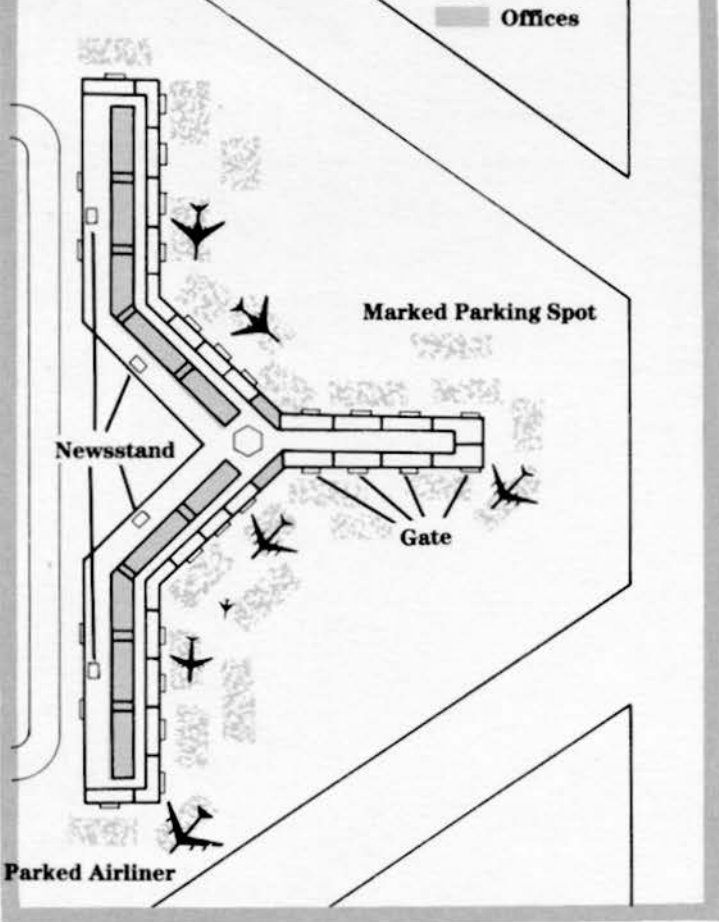 Offices
Marked Parking Spot
Newsstand
Gate
Parked Airliner